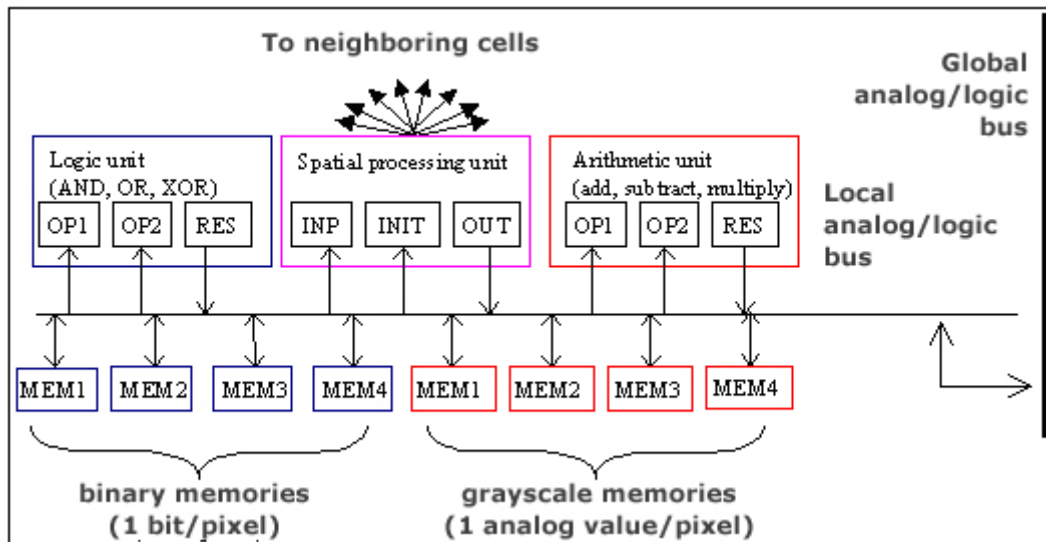 To neighboring cells
Global
analog/logic
bus
Logic unit
(AND, OR, XOR)
OP1 OP2 RES
Spatial processing unit
INP INIT OUT
Arithmetic unit
(add, subtract, multiply)
OP1 OP2 RES
Local
analog/logic
bus
MEM1 MEM2 MEM3 MEM4 MEM1 MEM2 MEM3 MEM4
binary memories
(1 bit/pixel)
grayscale memories
(1 analog value/pixel)